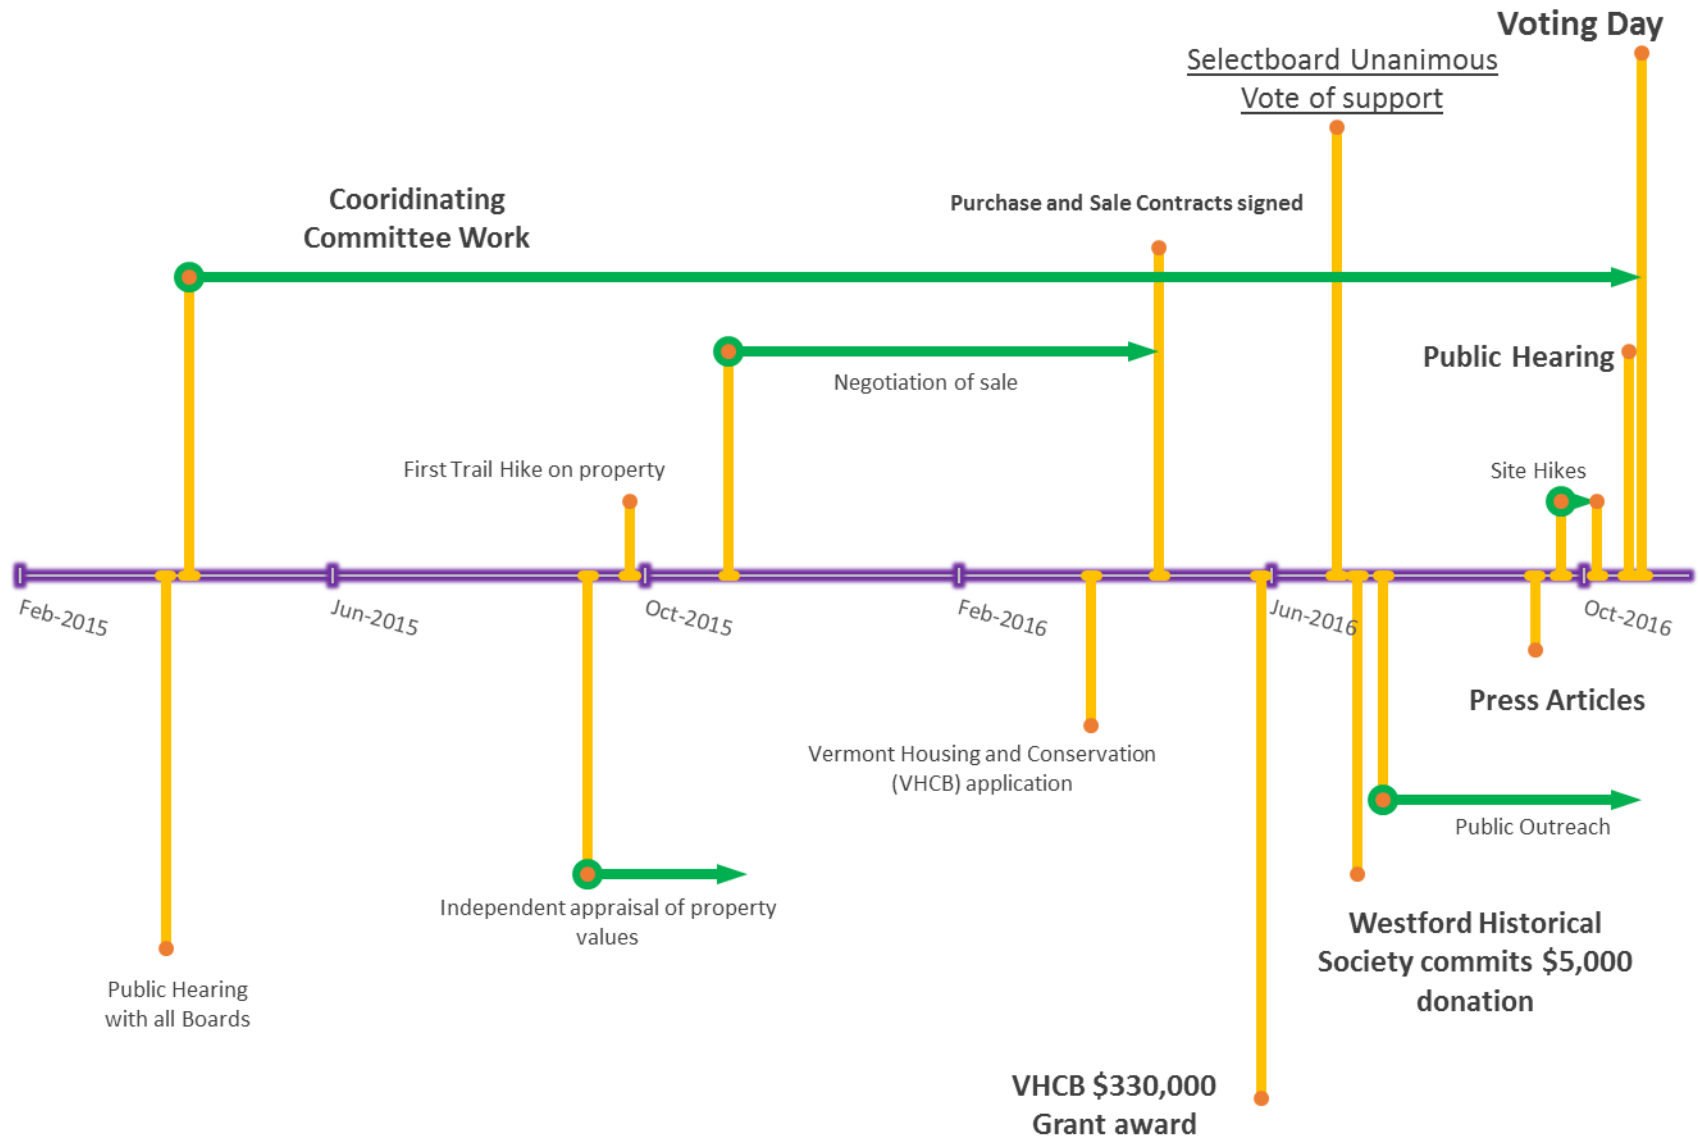 Voting Day
Selectboard Unanimous
Vote of support
Cooridinating
Committee Work
Purchase and Sale Contracts signed
Public Hearing
Negotiation of sale
First Trail Hike on property
Site Hikes
Feb-2015
Jun-2015
Oct-2015
Feb-2016
Jun-2016
Oct-2016
Press Articles
Vermont Housing and Conservation
(VHCB) application
Public Outreach
Independent appraisal of property
values
Westford Historical
Society commits $5,000
donation
Public Hearing
with all Boards
VHCB $330,000
Grant award